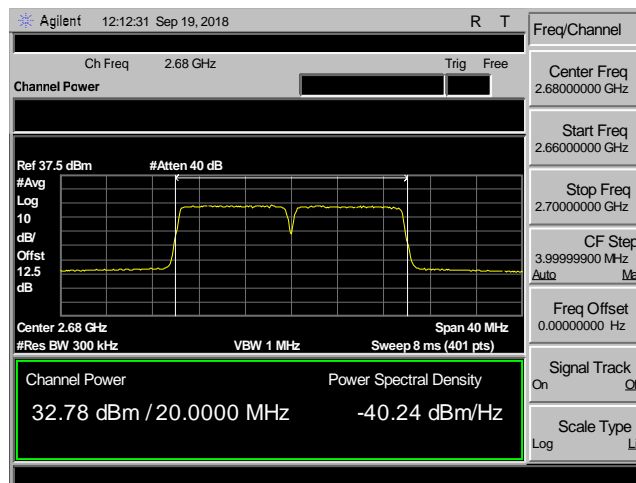 Agilent 12:12:31 Sep 19, 2018 R T
Ch Freq 2.68 GHz Trig Free
Channel Power
Ref 37.5 dBm #Atten 40 dB
#Avg
Log
10
dB/
Offst
12.5
dB
Center 2.68 GHz Span 40 MHz
#Res BW 300 kHz VBW 1 MHz Sweep 8 ms (401 pts)
Channel Power Power Spectral Density
32.78 dBm / 20.0000 MHz -40.24 dBm/Hz
Freq/Channel
Center Freq
2.68000000 GHz
Start Freq
2.66000000 GHz
Stop Freq
2.70000000 GHz
CF Step
3.99999900 MHz
Auto Ma
Freq Offset
0.00000000 Hz
Signal Track
On Of
Scale Type
Log Li